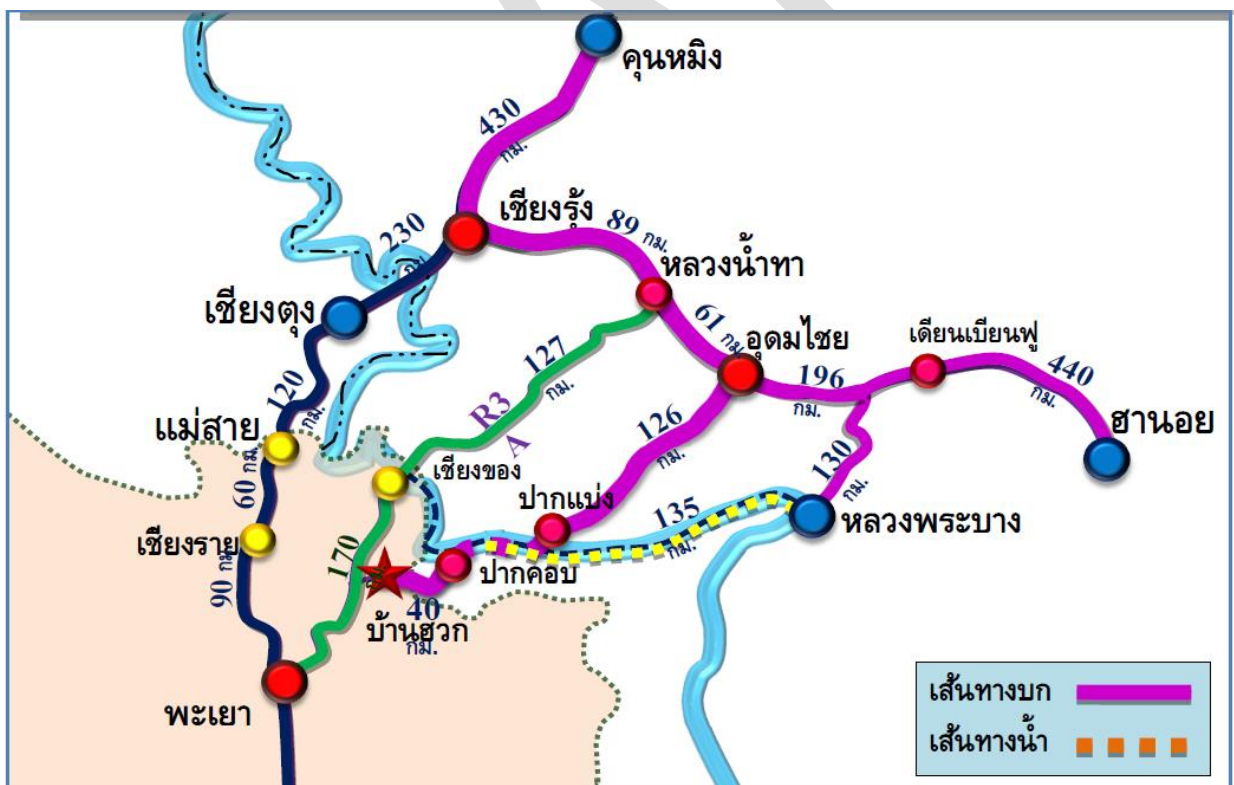 คุนหมิง
430
กม.
เชียงรุ้ง
89 กม.
230
กม.
หลวงน้ำทา
เชียงตุง
61 กม.
อุดมไชย
เดียนเบียนฟู
127
กม.
196
กม.
440
กม.
120
กม.
R3
A
126
กม.
แม่สาย
ฮานอย
130
กม.
60 กม.
เชียงของ
ปากแบ่ง
135
กม.
หลวงพระบาง
เชียงราย
170
กม.
ปากคอบ
90 กม.
40
กม.
บ้านฮวก
พะเยา
เส้นทางบก
เส้นทางน้ำ